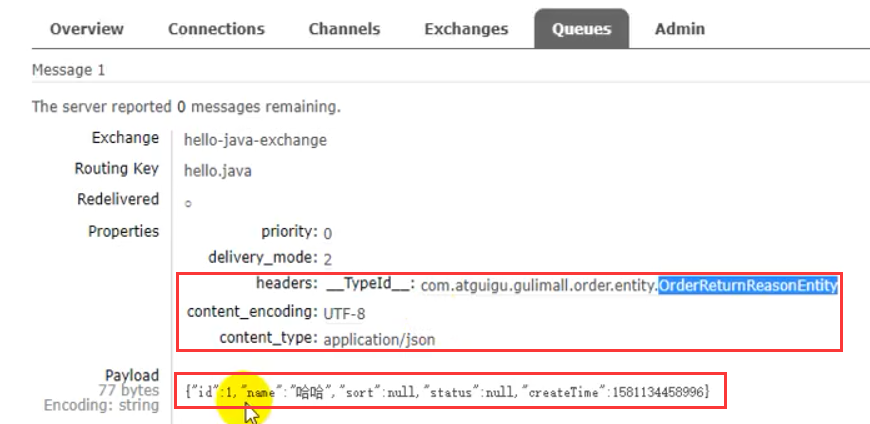 Overview Connections Channels Exchanges Queues Admin
Message 1
The server reported 0 messages remaining.
Exchange hello-java-exchange
Routing Key hello.java
Redelivered ○
Properties priority: 0
delivery_mode: 2
headers: __TypeId__: com.atguigu.gulimall.order.entity.OrderReturnReasonEntity
content_encoding: UTF-8
content_type: application/json
Payload
77 bytes
Encoding: string
{"id":1,"name":"哈哈","sort":null,"status":null,"createTime":1581134458996}